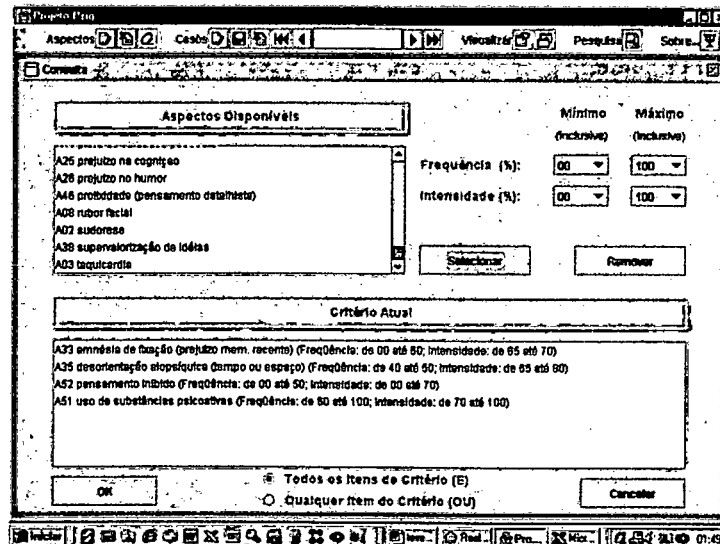 Projeto Prog
Aspectos Casos Visualizar Pesquisa Sobre...
Consulta
Aspectos Disponíveis
Mínimo Máximo
(inclusive) (inclusive)
A25 prejuizo na cognição
A26 prejuizo no humor
A46 prolixidade (pensamento detalhista)
A08 rubor facial
A02 sudorese
A38 supervalorização de idéias
A03 taquicardia
Frequência (%): 00 100
Intensidade (%): 00 100
Selecionar Remover
Critério Atual
A33 amnésia de fixação (prejuizo mem. recente) (Freqüência: de 00 até 50; Intensidade: de 65 até 70)
A35 desorientação alopsíquica (tempo ou espaço) (Freqüência: de 40 até 50; Intensidade: de 65 até 80)
A52 pensamento inibido (Freqüência: de 00 até 50; Intensidade: de 00 até 70)
A51 uso de substâncias psicoativas (Freqüência: de 80 até 100; Intensidade: de 70 até 100)
Todos os itens do Critério (E)
OK Cancelar
Qualquer item do Critério (OU)
Iniciar